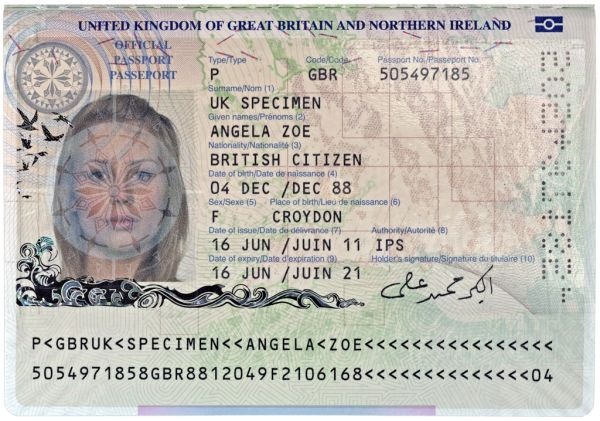 UNITED KINGDOM OF GREAT BRITAIN AND NORTHERN IRELAND
OFFICIAL
PASSPORT
PASSEPORT
Type/Type Code/Code Passport No./Passeport No.
P GBR 505497185
Surname/Nom (1)
UK SPECIMEN
Given names/Prénoms (2)
ANGELA ZOE
Nationality/Nationalité (3)
BRITISH CITIZEN
Date of birth/Date de naissance (4)
04 DEC /DEC 88
Sex/Sexe (5) Place of birth/Lieu de naissance (6)
F CROYDON
Date of issue/Date de délivrance (7) Authority/Autorité (8)
16 JUN /JUIN 11 IPS
Date of expiry/Date d'expiration (9) Holder's signature/Signature du titulaire (10)
16 JUN /JUIN 21
P<GBRUK<SPECIMEN<<ANGELA<ZOE<<<<<<<<<<<<<<<<
5054971858GBR8812049F2106168<<<<<<<<<<<<<<04